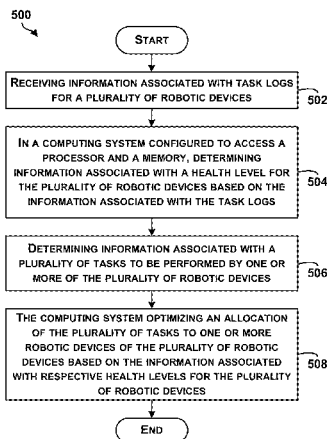 500
START
RECEIVING INFORMATION ASSOCIATED WITH TASK LOGS
FOR A PLURALITY OF ROBOTIC DEVICES
502
IN A COMPUTING SYSTEM CONFIGURED TO ACCESS A
PROCESSOR AND A MEMORY, DETERMINING
INFORMATION ASSOCIATED WITH A HEALTH LEVEL FOR
THE PLURALITY OF ROBOTIC DEVICES BASED ON THE
INFORMATION ASSOCIATED WITH THE TASK LOGS
504
DETERMINING INFORMATION ASSOCIATED WITH A
PLURALITY OF TASKS TO BE PERFORMED BY ONE OR
MORE OF THE PLURALITY OF ROBOTIC DEVICES
506
THE COMPUTING SYSTEM OPTIMIZING AN ALLOCATION
OF THE PLURALITY OF TASKS TO ONE OR MORE
ROBOTIC DEVICES OF THE PLURALITY OF ROBOTIC
DEVICES BASED ON THE INFORMATION ASSOCIATED
WITH RESPECTIVE HEALTH LEVELS FOR THE PLURALITY
OF ROBOTIC DEVICES
508
END